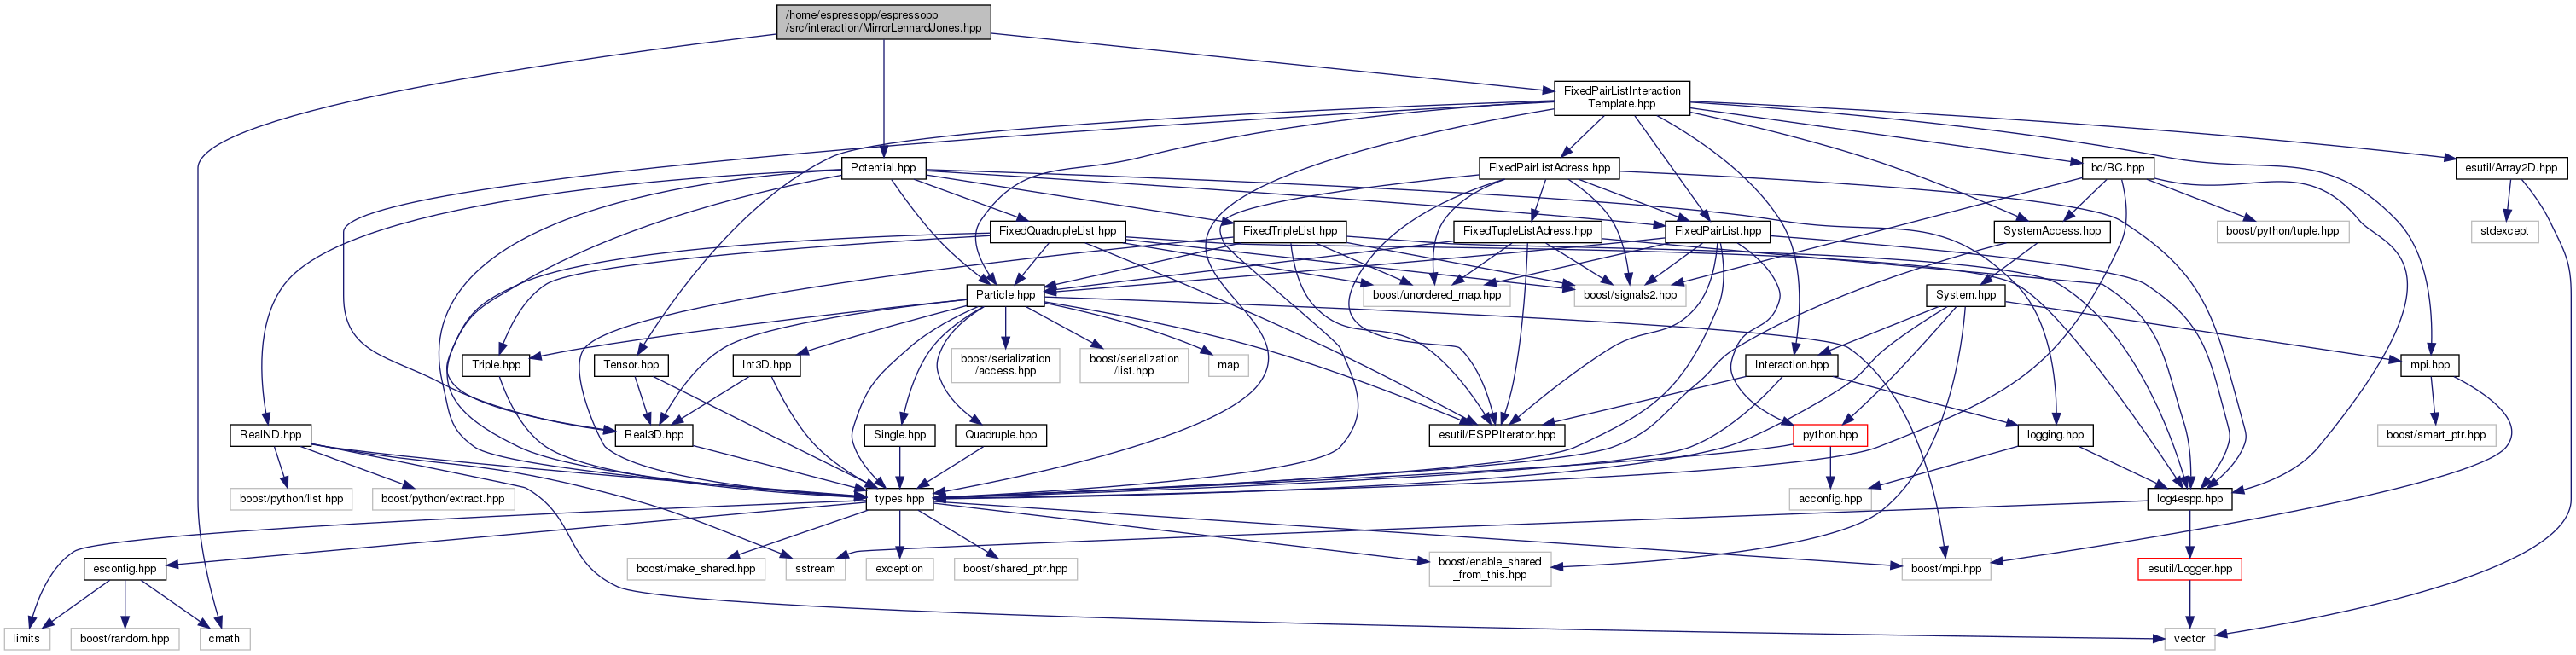 /home/espressopp/espressopp
/src/interaction/MirrorLennardJones.hpp
FixedPairListInteraction
Template.hpp
Potential.hpp
FixedPairListAdress.hpp
bc/BC.hpp
esutil/Array2D.hpp
FixedQuadrupleList.hpp
FixedTripleList.hpp
FixedTupleListAdress.hpp
FixedPairList.hpp
SystemAccess.hpp
boost/python/tuple.hpp
stdexcept
Particle.hpp
boost/unordered_map.hpp
boost/signals2.hpp
System.hpp
Triple.hpp
Tensor.hpp
Int3D.hpp
boost/serialization
/access.hpp
boost/serialization
/list.hpp
map
Interaction.hpp
mpi.hpp
RealND.hpp
Real3D.hpp
Single.hpp
Quadruple.hpp
esutil/ESPPIterator.hpp
python.hpp
logging.hpp
boost/smart_ptr.hpp
boost/python/list.hpp
boost/python/extract.hpp
types.hpp
acconfig.hpp
log4espp.hpp
esconfig.hpp
boost/make_shared.hpp
sstream
exception
boost/shared_ptr.hpp
boost/enable_shared
_from_this.hpp
boost/mpi.hpp
esutil/Logger.hpp
limits
boost/random.hpp
cmath
vector